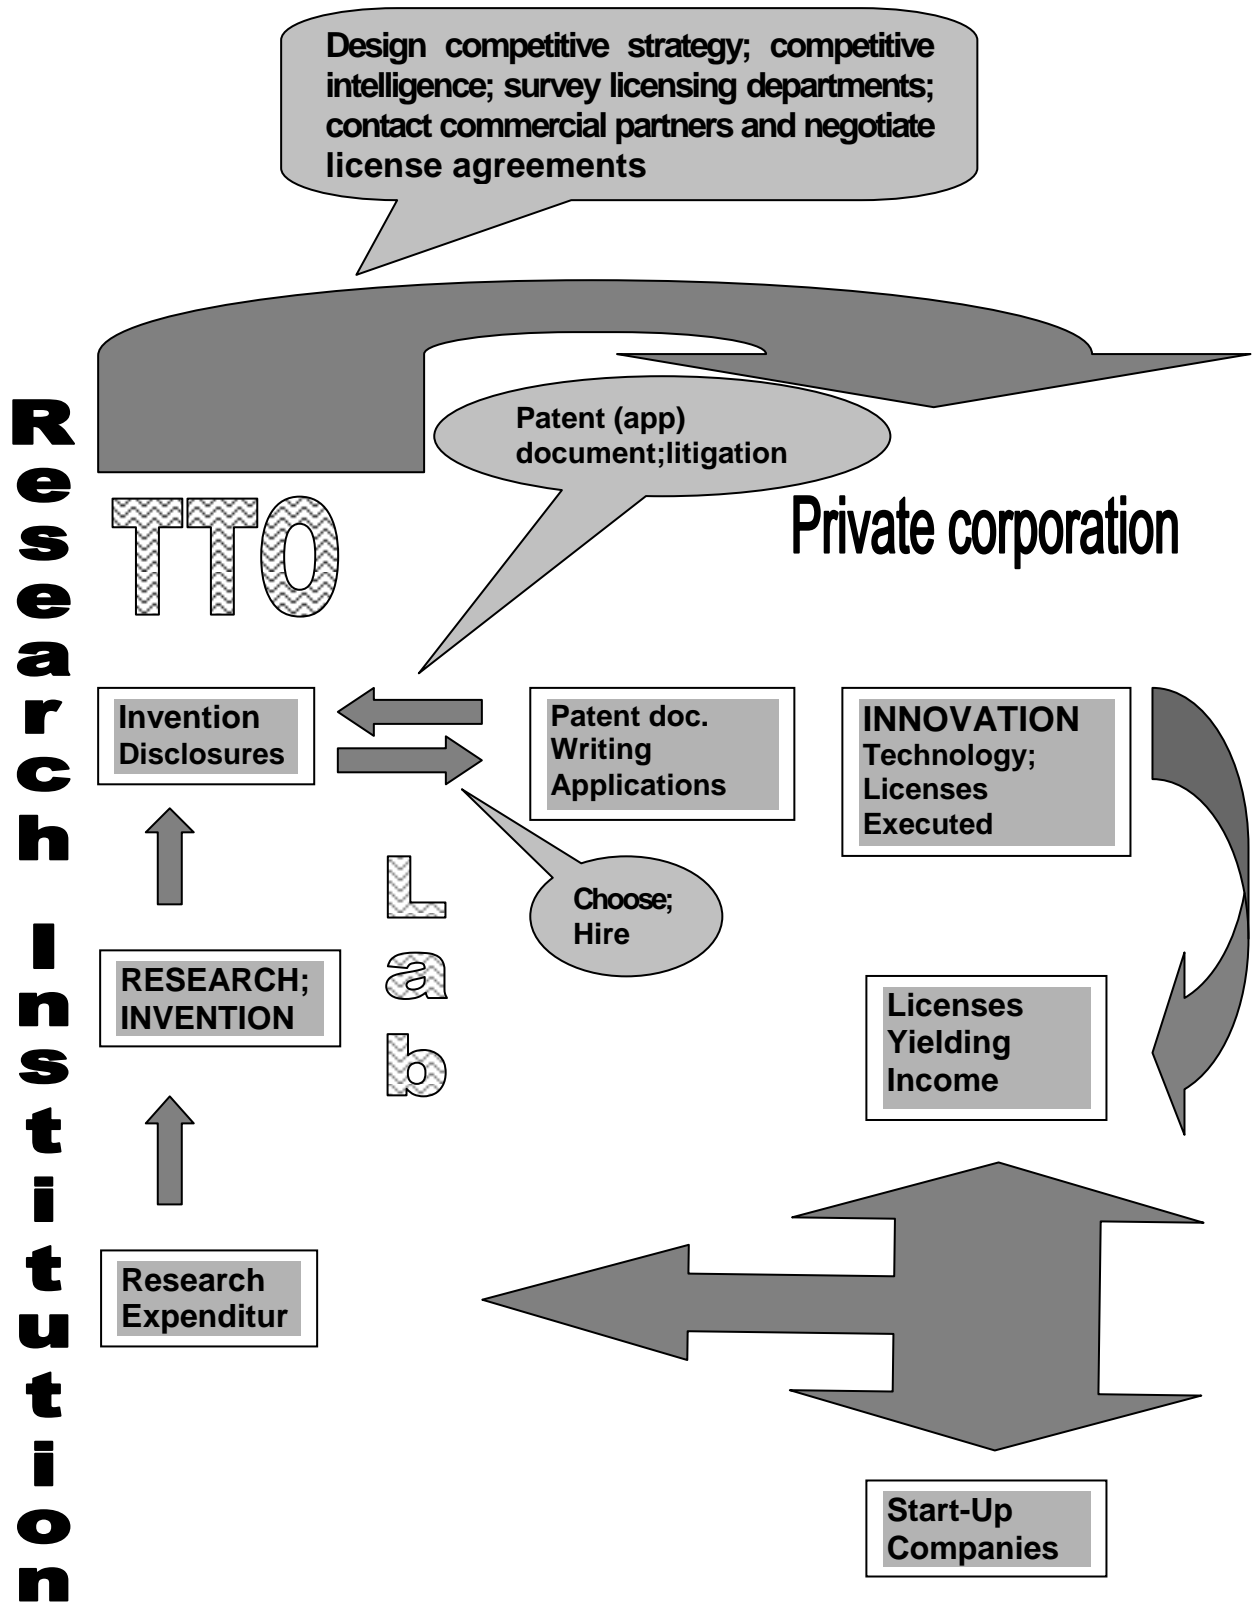 Design competitive strategy; competitive
intelligence; survey licensing departments;
contact commercial partners and negotiate
license agreements
Patent (app)
document;litigation
Research Institution
TTO
Private corporation
Invention
Disclosures
Patent doc.
Writing
Applications
INNOVATION
Technology;
Licenses
Executed
Lab
Choose;
Hire
RESEARCH;
INVENTION
Licenses
Yielding
Income
Research
Expenditur
Start-Up
Companies